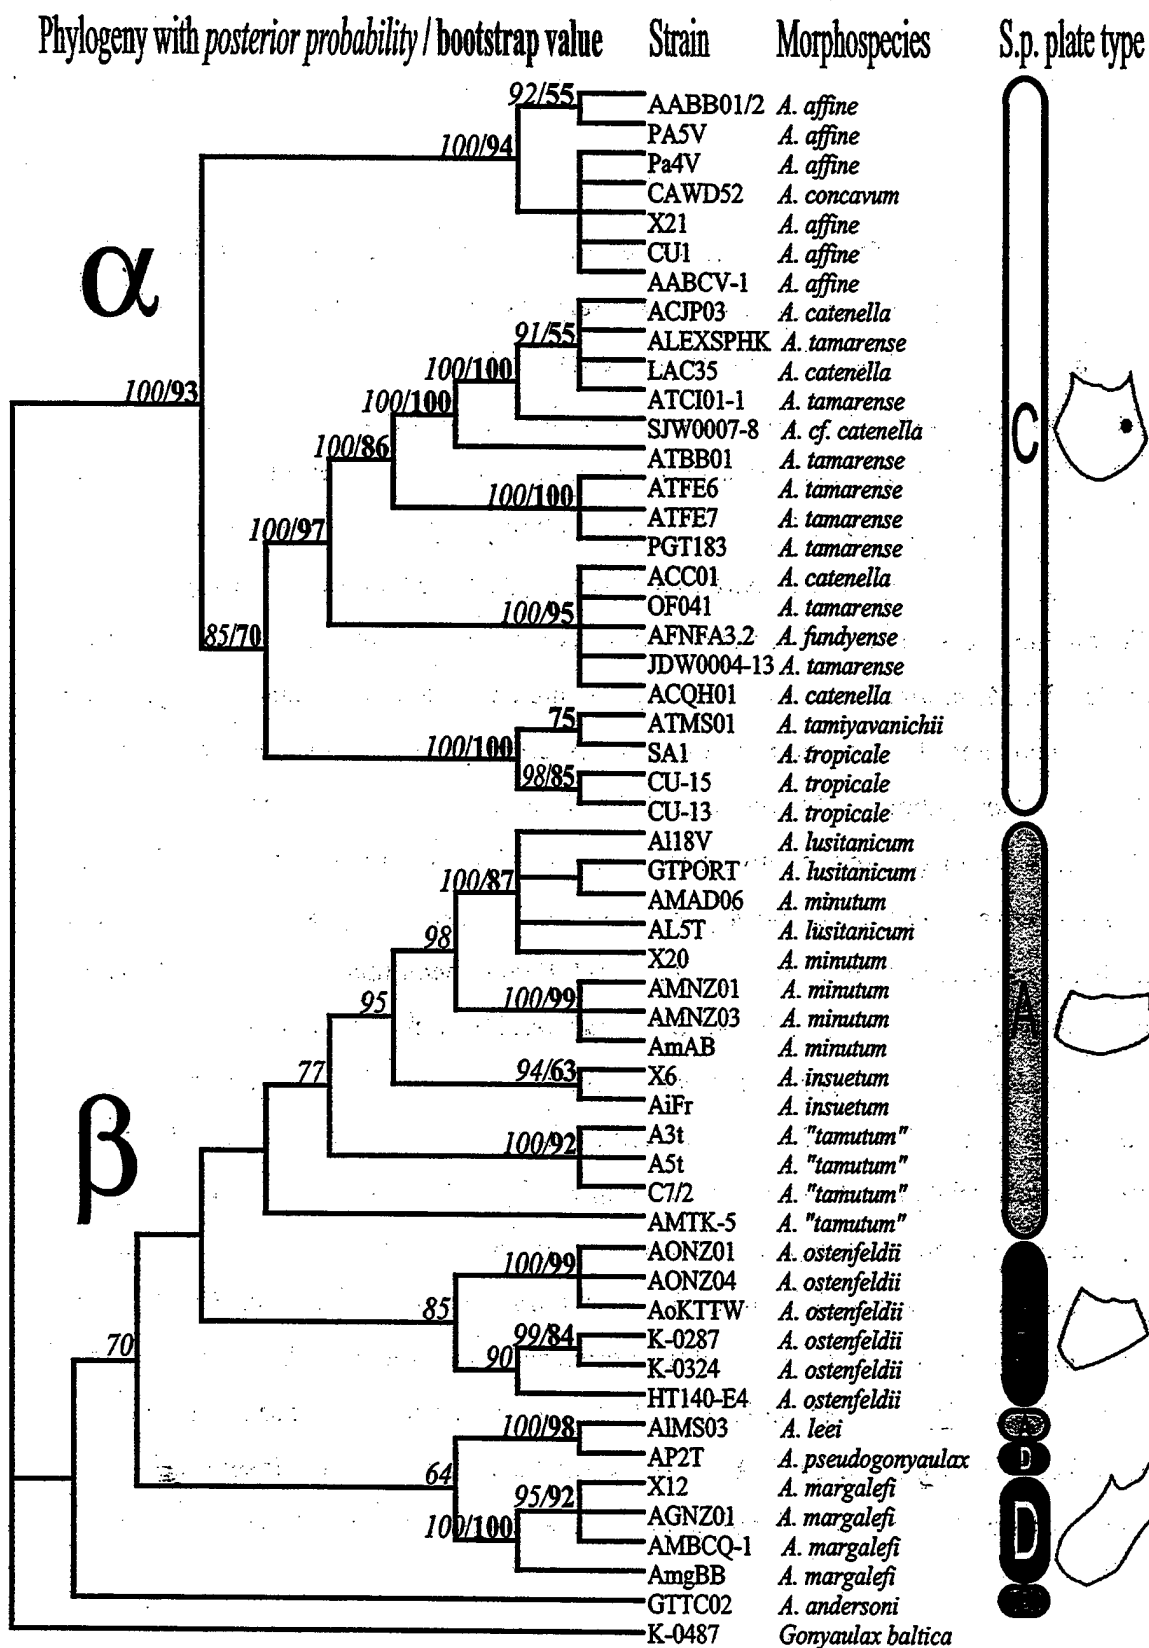 Phylogeny with posterior probability / bootstrap value Strain Morphospecies S.p. plate type
92/55 AABB01/2 A. affine
PA5V A. affine
100/94 Pa4V A. affine
CAWD52 A. concavum
X21 A. affine
α CU1 A. affine
AABCV-1 A. affine
ACJP03 A. catenella
91/55 ALEXSPHK A. tamarense
100/100 LAC35 A. catenella
100/93 100/100 ATCI01-1 A. tamarense
SJW0007-8 A. cf. catenella C
100/86 ATBB01 A. tamarense
100/100 ATFE6 A. tamarense
100/97 ATFE7 A. tamarense
PGT183 A. tamarense
ACC01 A. catenella
100/95 OF041 A. tamarense
85/70 AFNFA3.2 A. fundyense
JDW0004-13 A. tamarense
ACQH01 A. catenella
75 ATMS01 A. tamiyavanichii
100/100 SA1 A. tropicale
98/85 CU-15 A. tropicale
CU-13 A. tropicale
Al18V A. lusitanicum
100/87 GTPORT A. lusitanicum
AMAD06 A. minutum
98 AL5T A. lusitanicum
X20 A. minutum
95 100/99 AMNZ01 A. minutum
AMNZ03 A. minutum A
AmAB A. minutum
77 94/63 X6 A. insuetum
AiFr A. insuetum
β 100/92 A3t A. "tamutum"
A5t A. "tamutum"
C7/2 A. "tamutum"
AMTK-5 A. "tamutum"
100/99 AONZ01 A. ostenfeldii
AONZ04 A. ostenfeldii
85 AoKTTW A. ostenfeldii
70 99/84 K-0287 A. ostenfeldii
90 K-0324 A. ostenfeldii
HT140-E4 A. ostenfeldii
100/98 AlMS03 A. leei A
AP2T A. pseudogonyaulax D
64 X12 A. margalefi
95/92 AGNZ01 A. margalefi D
100/100 AMBCQ-1 A. margalefi
AmgBB A. margalefi
GTTC02 A. andersoni
K-0487 Gonyaulax baltica